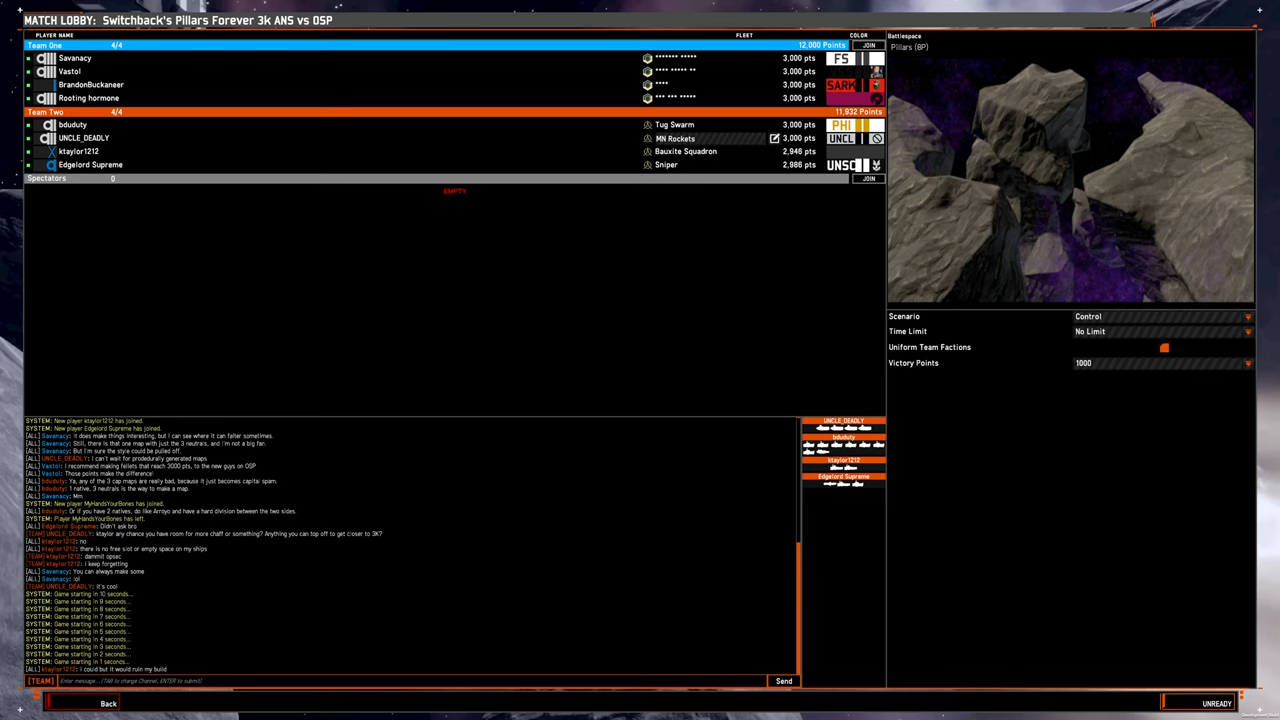 MATCH LOBBY: Switchback's Pillars Forever 3k ANS vs OSP
PLAYER NAME FLEET COLOR
Team One 4/4 12,000 Points JOIN
Savanacy ******* ***** 3,000 pts FS
Vastol **** ***** ** 3,000 pts
BrandonBuckaneer **** 3,000 pts SARK
Rooting hormone *** *** ***** 3,000 pts
Team Two 4/4 11,932 Points
bduduty Tug Swarm 3,000 pts PHI
UNCLE_DEADLY MN Rockets 3,000 pts UNCL
ktaylor1212 Bauxite Squadron 2,946 pts
Edgelord Supreme Sniper 2,986 pts UNSC
Spectators 0 JOIN
EMPTY
Battlespace
Pillars (8P)
Scenario Control
Time Limit No Limit
Uniform Team Factions
Victory Points 1000
SYSTEM: New player ktaylor1212 has joined.
SYSTEM: New player Edgelord Supreme has joined.
[ALL] Savanacy: It does make things interesting, but I can see where it can falter sometimes.
[ALL] Savanacy: Still, there is that one map with just the 3 neutrals, and I'm not a big fan.
[ALL] Savanacy: But I'm sure the style could be pulled off.
[ALL] UNCLE_DEADLY: I can't wait for prodedurally generated maps
[ALL] Vastol: I recommend making fellets that reach 3000 pts, to the new guys on OSP
[ALL] Vastol: Those points make the difference!
[ALL] bduduty: Ya, any of the 3 cap maps are really bad, because it just becomes capital spam.
[ALL] bduduty: 1 native, 3 neutrals is the way to make a map.
[ALL] Savanacy: Mm
SYSTEM: New player MyHandsYourBones has joined.
[ALL] bduduty: Or if you have 2 natives, do like Arroyo and have a hard division between the two sides.
SYSTEM: Player MyHandsYourBones has left.
[ALL] Edgelord Supreme: Didn't ask bro
[TEAM] UNCLE_DEADLY: ktaylor any chance you have room for more chaff or something? Anything you can top off to get closer to 3K?
[ALL] ktaylor1212: no
[ALL] ktaylor1212: there is no free slot or empty space on my ships
[TEAM] ktaylor1212: dammit opsec
[TEAM] ktaylor1212: i keep forgetting
[ALL] Savanacy: You can always make some
[ALL] Savanacy: lol
[TEAM] UNCLE_DEADLY: it's cool
SYSTEM: Game starting in 10 seconds...
SYSTEM: Game starting in 9 seconds...
SYSTEM: Game starting in 8 seconds...
SYSTEM: Game starting in 7 seconds...
SYSTEM: Game starting in 6 seconds...
SYSTEM: Game starting in 5 seconds...
SYSTEM: Game starting in 4 seconds...
SYSTEM: Game starting in 3 seconds...
SYSTEM: Game starting in 2 seconds...
SYSTEM: Game starting in 1 seconds...
[ALL] ktaylor1212: i could but it would ruin my build
UNCLE_DEADLY
bduduty
ktaylor1212
Edgelord Supreme
[TEAM] Enter message... (TAB to change Channel, ENTER to submit) Send
Back UNREADY